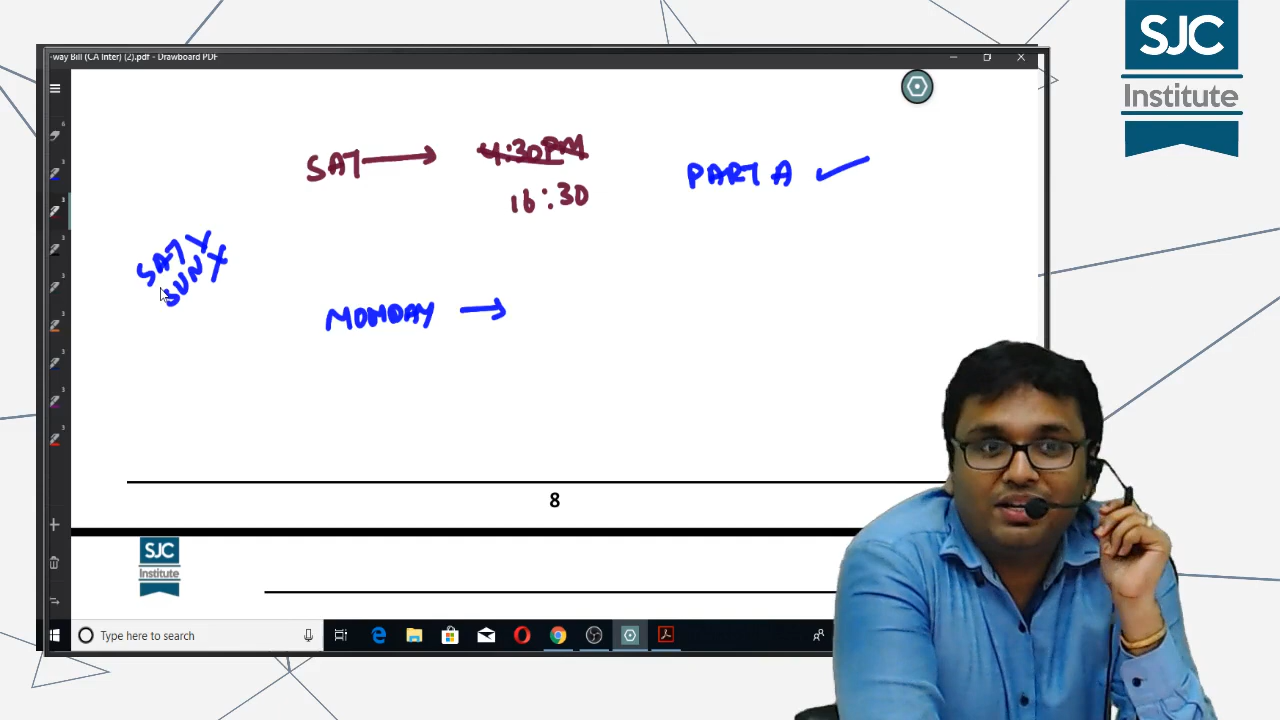 SJC
Institute
-way Bill (CA Inter) (2).pdf - Drawboard PDF
SAT → 4:30PM
16:30
PART A ✓
SAT X
SUN X
MONDAY →
8
SJC
Institute
Type here to search